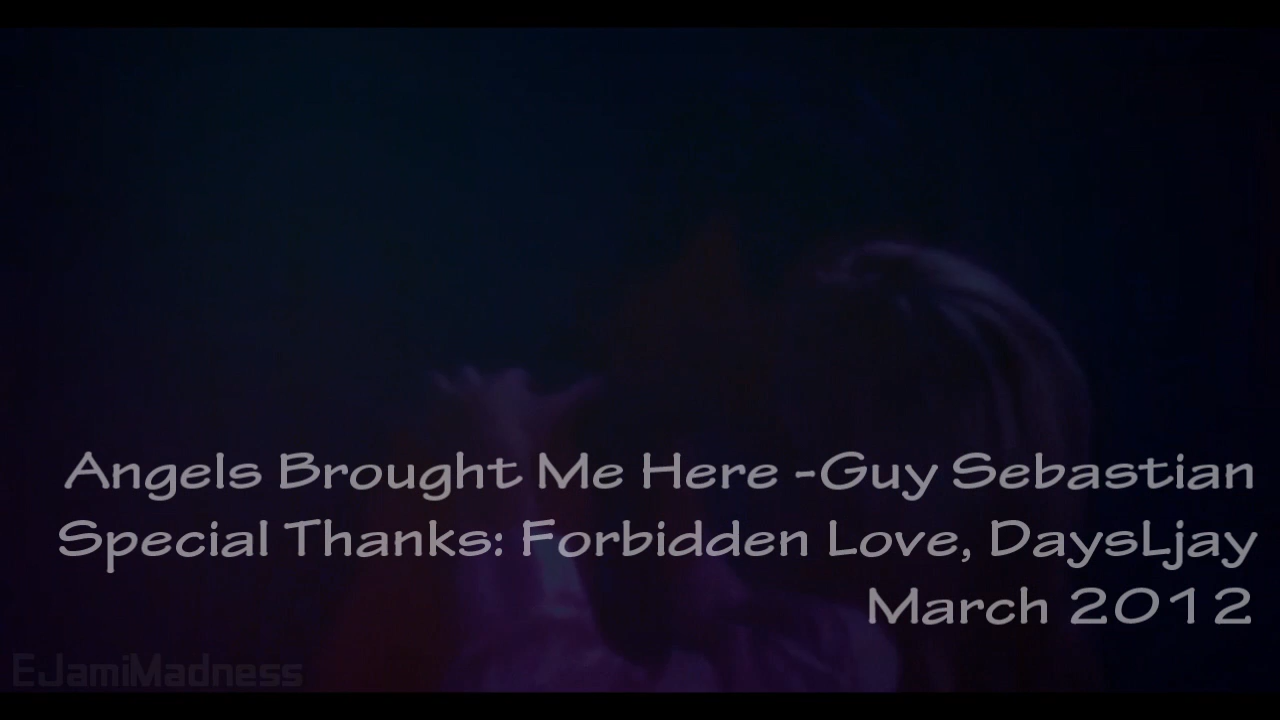 Angels Brought Me Here -Guy Sebastian
Special Thanks: Forbidden Love, DaysLjay
March 2012
EJamiMadness